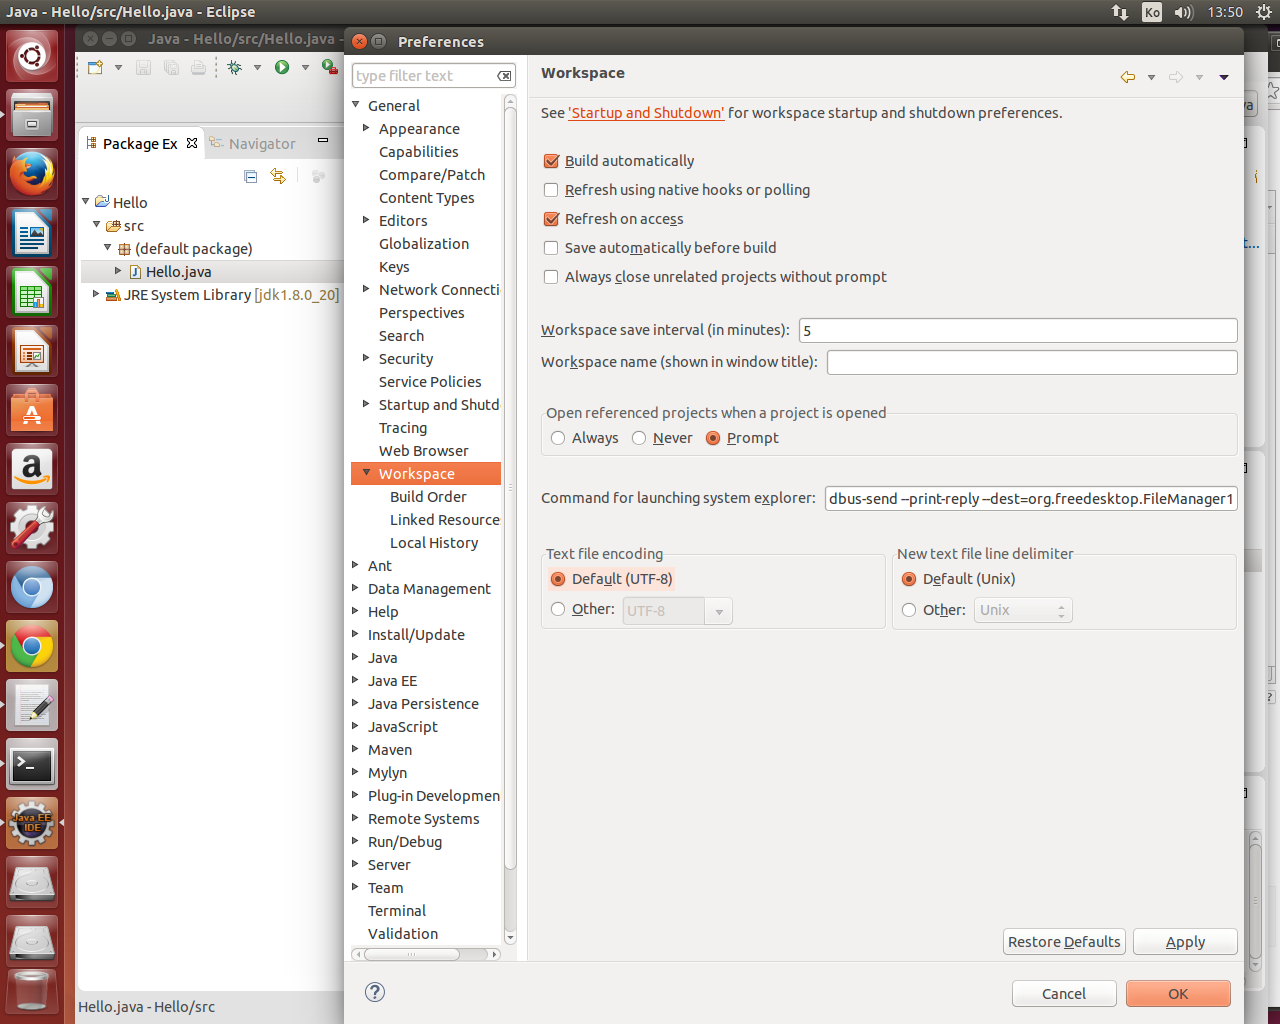 Java - Hello/src/Hello.java - Eclipse
Ko
13:50
Java - Hello/src/Hello.java -
Preferences
type filter text
Workspace
See 'Startup and Shutdown' for workspace startup and shutdown preferences.
Package Ex
Navigator
Hello
src
(default package)
Hello.java
JRE System Library [jdk1.8.0_20]
General
Appearance
Capabilities
Compare/Patch
Content Types
Editors
Globalization
Keys
Network Connecti
Perspectives
Search
Security
Service Policies
Startup and Shutd
Tracing
Web Browser
Workspace
Build Order
Linked Resource
Local History
Ant
Data Management
Help
Install/Update
Java
Java EE
Java Persistence
JavaScript
Maven
Mylyn
Plug-in Developmen
Remote Systems
Run/Debug
Server
Team
Terminal
Validation
Build automatically
Refresh using native hooks or polling
Refresh on access
Save automatically before build
Always close unrelated projects without prompt
Workspace save interval (in minutes): 5
Workspace name (shown in window title):
Open referenced projects when a project is opened
Always Never Prompt
Command for launching system explorer: dbus-send --print-reply --dest=org.freedesktop.FileManager1
Text file encoding
Default (UTF-8)
Other: UTF-8
New text file line delimiter
Default (Unix)
Other: Unix
Restore Defaults Apply
Cancel OK
Java EE
IDE
Hello.java - Hello/src